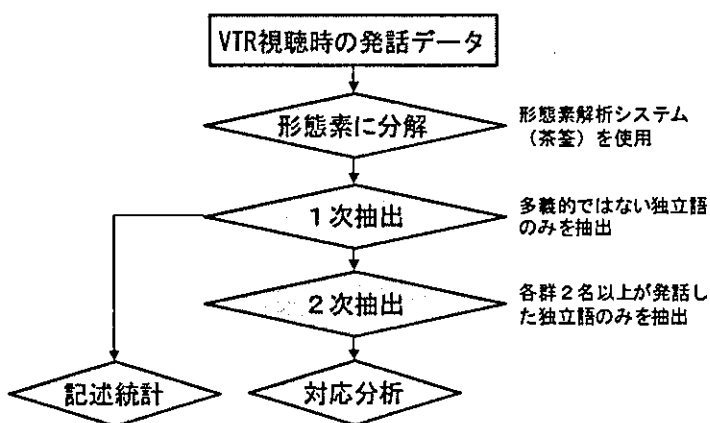 VTR視聴時の発話データ
形態素に分解
形態素解析システム
（茶筌）を使用
1次抽出
多義的ではない独立語
のみを抽出
2次抽出
各群2名以上が発話し
た独立語のみを抽出
記述統計
対応分析